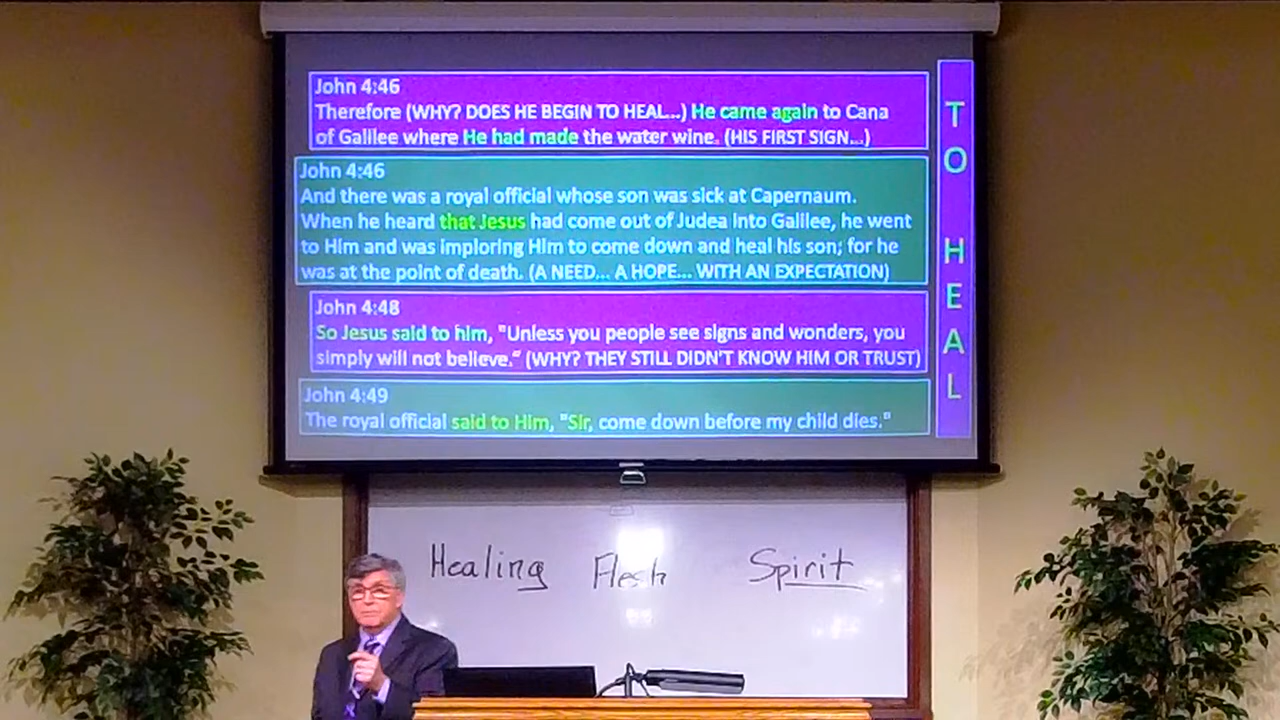 John 4:46
Therefore (WHY? DOES HE BEGIN TO HEAL...) He came again to Cana
of Galilee where He had made the water wine. (HIS FIRST SIGN...)
John 4:46
And there was a royal official whose son was sick at Capernaum.
When he heard that Jesus had come out of Judea into Galilee, he went
to Him and was imploring Him to come down and heal his son; for he
was at the point of death. (A NEED... A HOPE... WITH AN EXPECTATION)
John 4:48
So Jesus said to him, "Unless you people see signs and wonders, you
simply will not believe." (WHY? THEY STILL DIDN'T KNOW HIM OR TRUST)
John 4:49
The royal official said to Him, "Sir, come down before my child dies."
TO HEAL
Healing Flesh Spirit